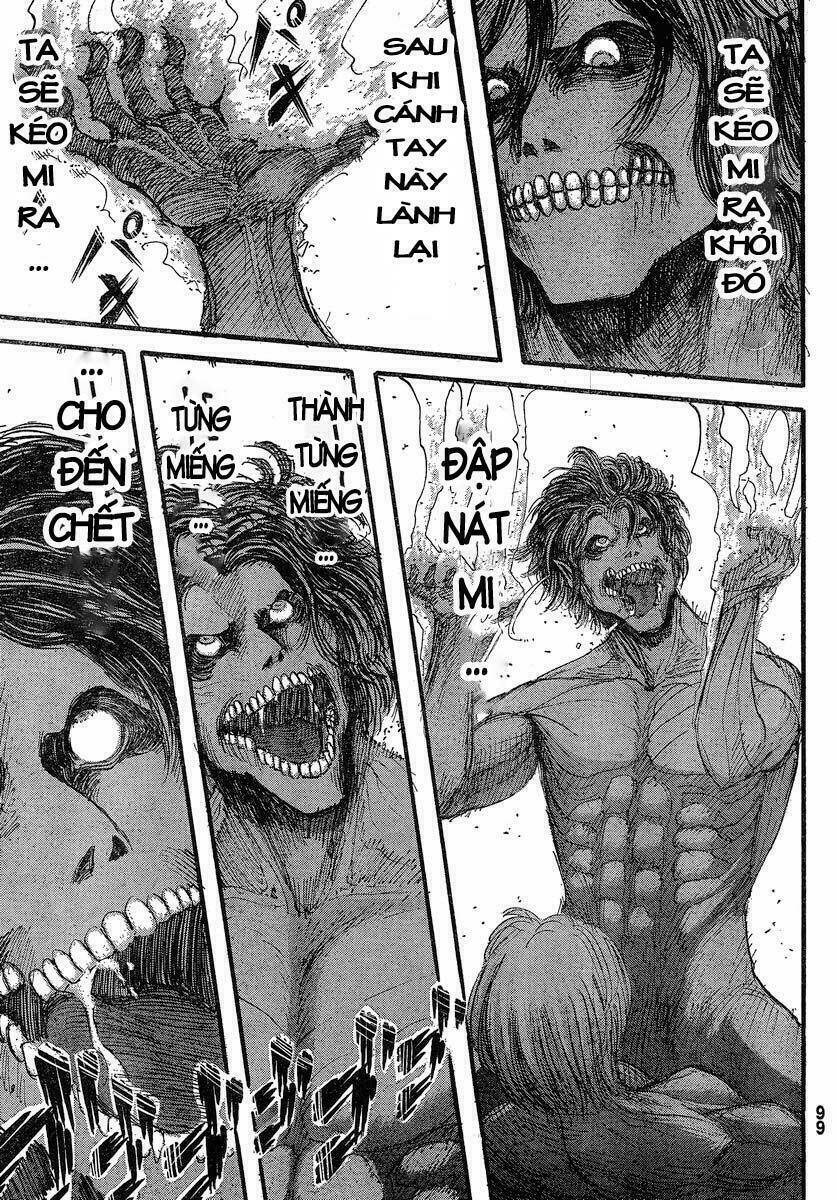 TA
SẼ
KÉO
MI
RA
KHỎI
ĐÓ
SAU
KHI
CÁNH
TAY
NÀY
LÀNH
LẠI
TA
SẼ
KÉO
MI
RA
...
ĐẬP
NÁT
MI
...
THÀNH
TỪNG
MIẾNG
...
TỪNG
MIẾNG
...
...
CHO
ĐẾN
CHẾT
99